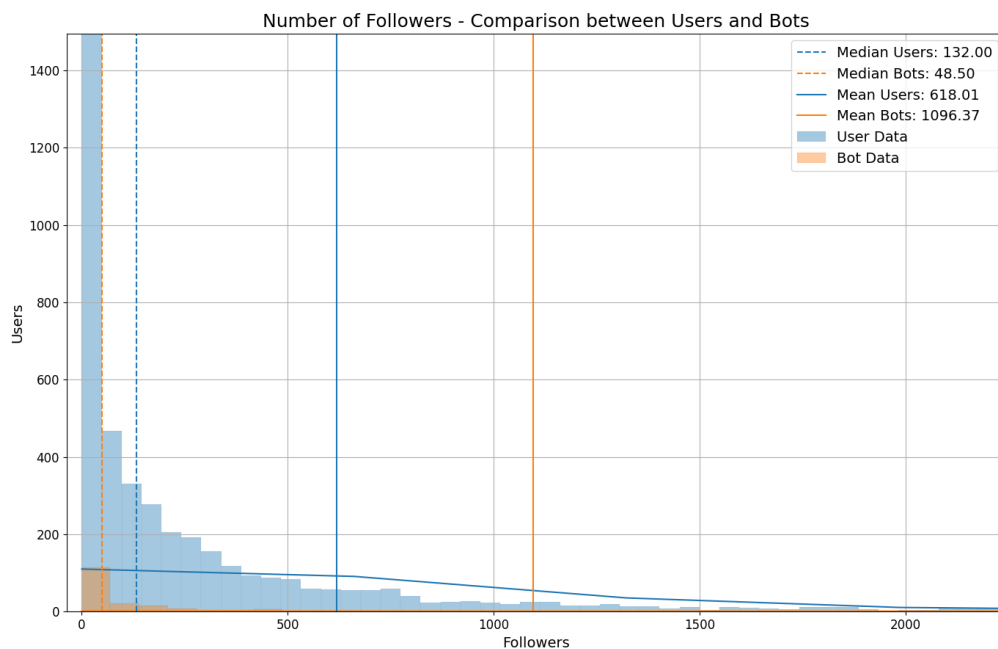 Number of Followers - Comparison between Users and Bots
Median Users: 132.00
Median Bots: 48.50
Mean Users: 618.01
Mean Bots: 1096.37
User Data
Bot Data
1400
1200
1000
800
600
400
200
0
Users
0 500 1000 1500 2000
Followers